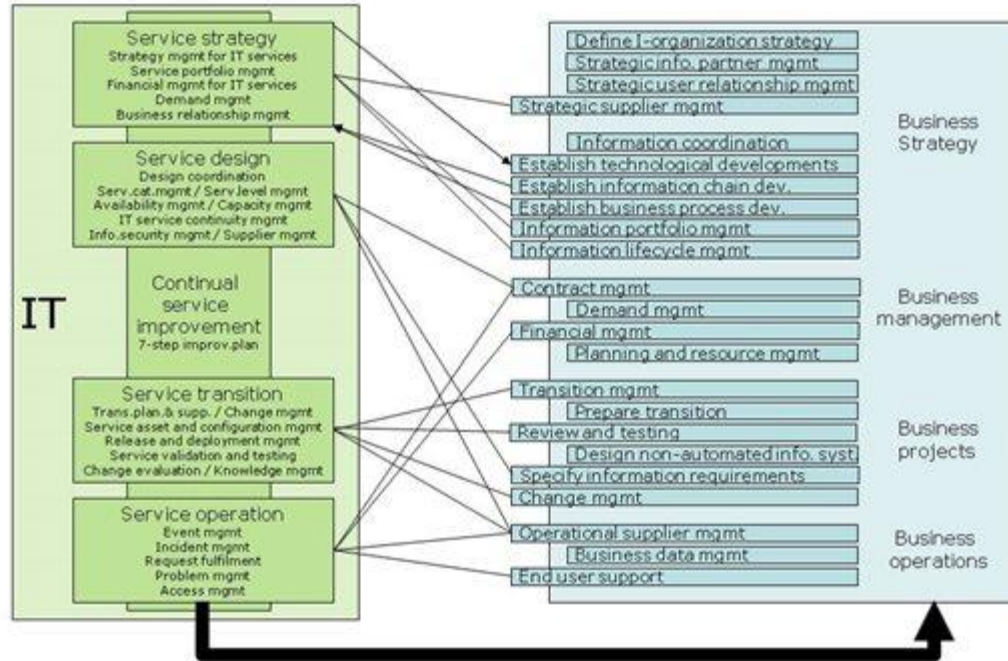 IT
Service strategy
Strategy mgmt for IT services
Service portfolio mgmt
Financial mgmt for IT services
Demand mgmt
Business relationship mgmt
Service design
Design coordination
Serv.cat.mgmt / Serv.level mgmt
Availability mgmt / Capacity mgmt
IT service continuity mgmt
Info.security mgmt / Supplier mgmt
Continual
service
improvement
7-step improv.plan
Service transition
Trans.plan.& supp. / Change mgmt
Service asset and configuration mgmt
Release and deployment mgmt
Service validation and testing
Change evaluation / Knowledge mgmt
Service operation
Event mgmt
Incident mgmt
Request fulfilment
Problem mgmt
Access mgmt
Define I-organization strategy
Strategic info. partner mgmt
Strategic user relationship mgmt
Strategic supplier mgmt
Information coordination
Establish technological developments
Establish information chain dev.
Establish business process dev.
Information portfolio mgmt
Information lifecycle mgmt
Business
Strategy
Contract mgmt
Demand mgmt
Financial mgmt
Planning and resource mgmt
Business
management
Transition mgmt
Prepare transition
Review and testing
Design non-automated info. syst.
Specify information requirements
Change mgmt
Business
projects
Operational supplier mgmt
Business data mgmt
End user support
Business
operations